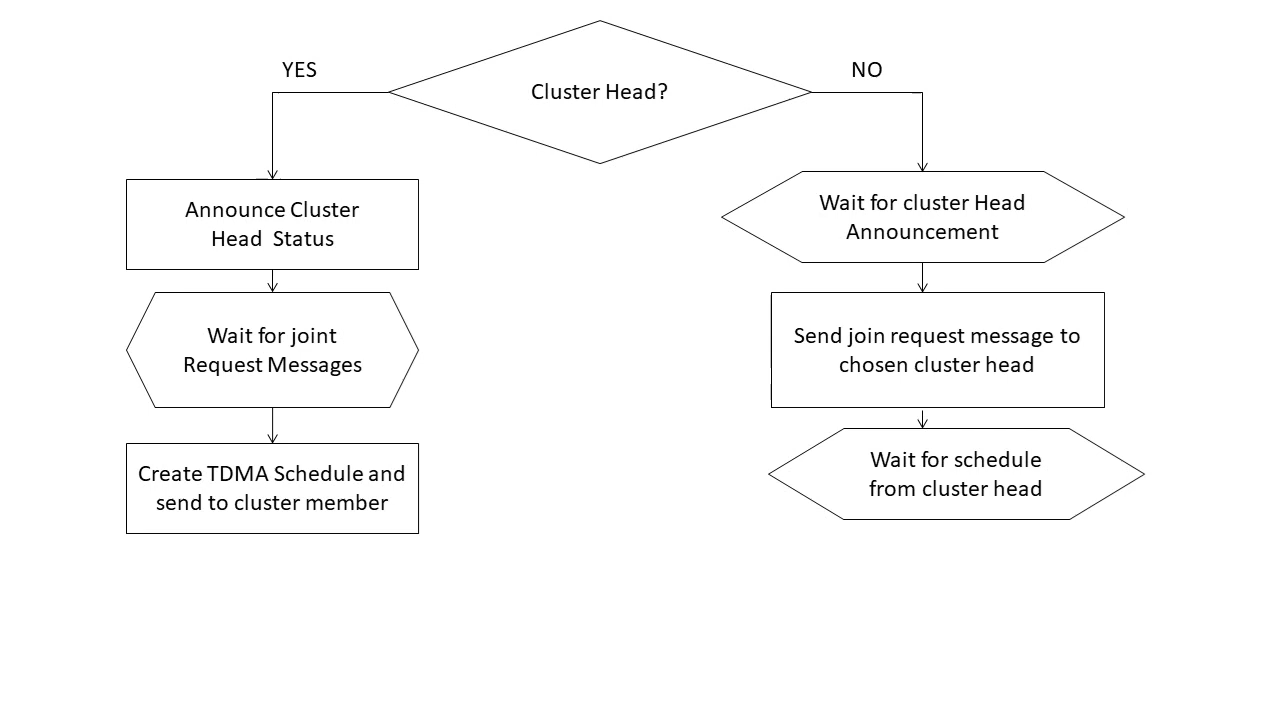 YES
Cluster Head?
NO
Announce Cluster
Head  Status
Wait for joint
Request Messages
Create TDMA Schedule and
send to cluster member
Wait for cluster Head
Announcement
Send join request message to
chosen cluster head
Wait for schedule
from cluster head